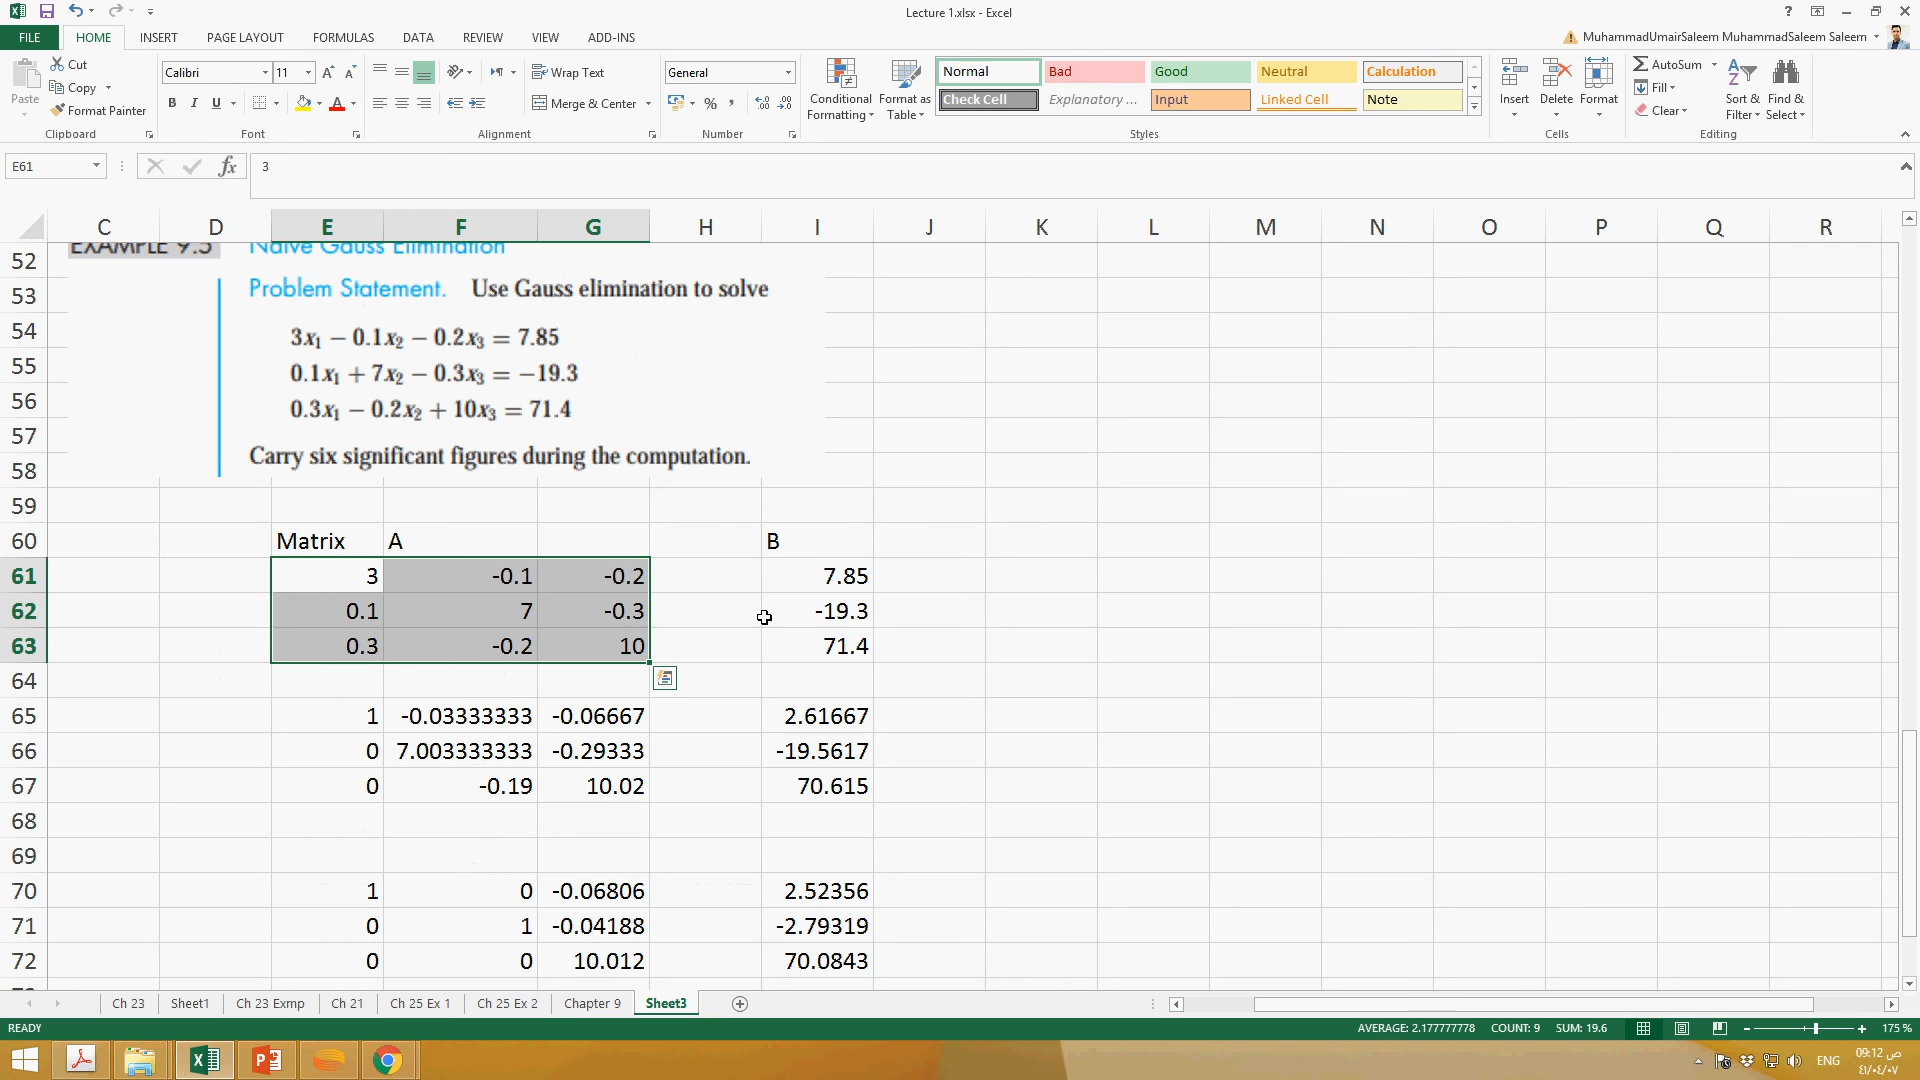 Lecture 1.xlsx - Excel
FILE HOME INSERT PAGE LAYOUT FORMULAS DATA REVIEW VIEW ADD-INS
MuhammadUmairSaleem MuhammadSaleem Saleem
Paste
Cut
Copy
Format Painter
Clipboard
Calibri 11
B I U
Font
Wrap Text
Merge & Center
Alignment
General
Number
Conditional Formatting
Format as Table
Normal Bad Good Neutral Calculation
Check Cell Explanatory ... Input Linked Cell Note
Styles
Insert Delete Format
Cells
AutoSum
Fill
Clear
Sort & Filter
Find & Select
Editing
E61 fx 3
C D E F G H I J K L M N O P Q R
52 EXAMPLE 9.5 Naive Gauss Elimination
53 Problem Statement. Use Gauss elimination to solve
54 3x₁ − 0.1x₂ − 0.2x₃ = 7.85
55 0.1x₁ + 7x₂ − 0.3x₃ = −19.3
56 0.3x₁ − 0.2x₂ + 10x₃ = 71.4
57
58 Carry six significant figures during the computation.
59
60 Matrix A B
61 3 -0.1 -0.2 7.85
62 0.1 7 -0.3 -19.3
63 0.3 -0.2 10 71.4
64
65 1 -0.03333333 -0.06667 2.61667
66 0 7.003333333 -0.29333 -19.5617
67 0 -0.19 10.02 70.615
68
69
70 1 0 -0.06806 2.52356
71 0 1 -0.04188 -2.79319
72 0 0 10.012 70.0843
Ch 23 Sheet1 Ch 23 Exmp Ch 21 Ch 25 Ex 1 Ch 25 Ex 2 Chapter 9 Sheet3
READY AVERAGE: 2.177777778 COUNT: 9 SUM: 19.6 175 %
ENG
09:12 ص
٤١/٠٤/٠٧